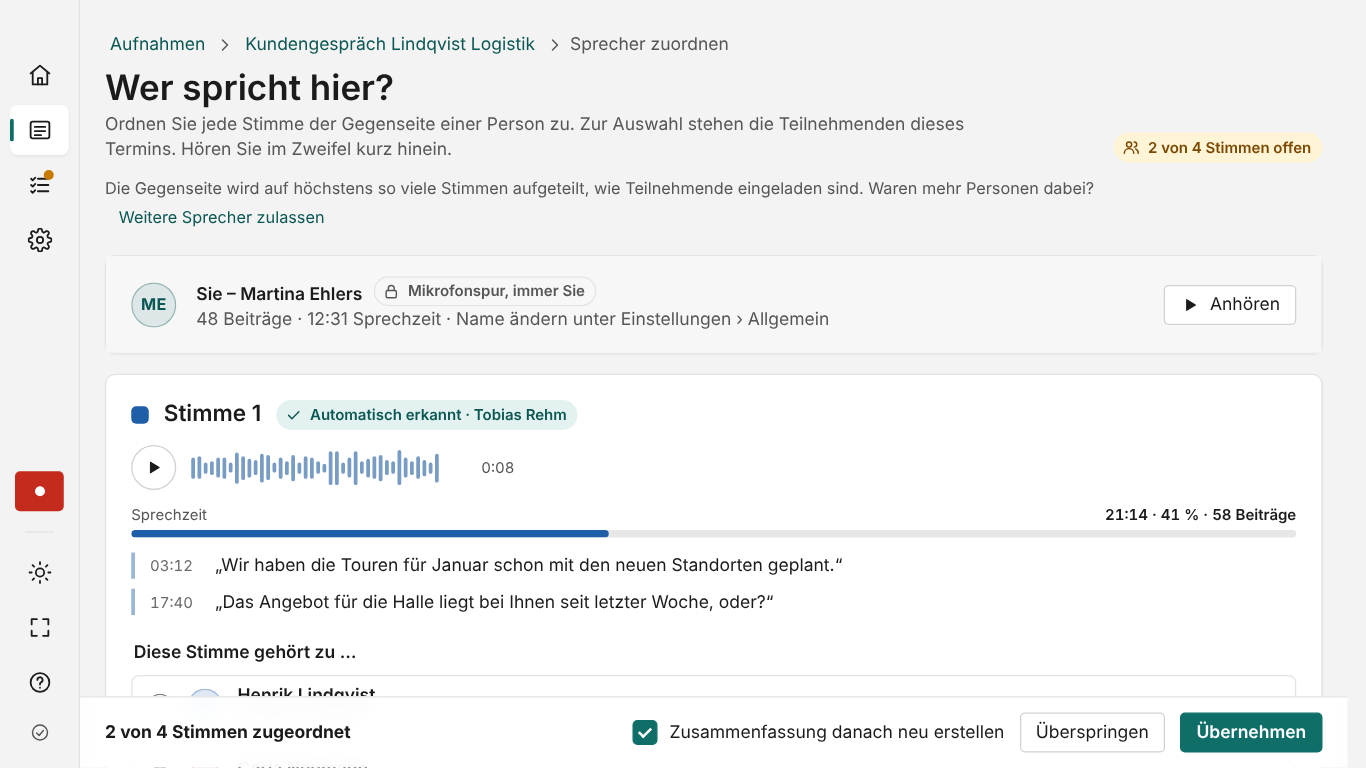 Aufnahmen > Kundengespräch Lindqvist Logistik > Sprecher zuordnen
Wer spricht hier?
Ordnen Sie jede Stimme der Gegenseite einer Person zu. Zur Auswahl stehen die Teilnehmenden dieses
Termins. Hören Sie im Zweifel kurz hinein.
2 von 4 Stimmen offen
Die Gegenseite wird auf höchstens so viele Stimmen aufgeteilt, wie Teilnehmende eingeladen sind. Waren mehr Personen dabei?
Weitere Sprecher zulassen
ME
Sie – Martina Ehlers
Mikrofonspur, immer Sie
48 Beiträge · 12:31 Sprechzeit · Name ändern unter Einstellungen › Allgemein
Anhören
Stimme 1
Automatisch erkannt · Tobias Rehm
0:08
Sprechzeit
21:14 · 41 % · 58 Beiträge
03:12 „Wir haben die Touren für Januar schon mit den neuen Standorten geplant.“
17:40 „Das Angebot für die Halle liegt bei Ihnen seit letzter Woche, oder?“
Diese Stimme gehört zu …
Henrik Lindqvist
2 von 4 Stimmen zugeordnet
Zusammenfassung danach neu erstellen
Überspringen
Übernehmen